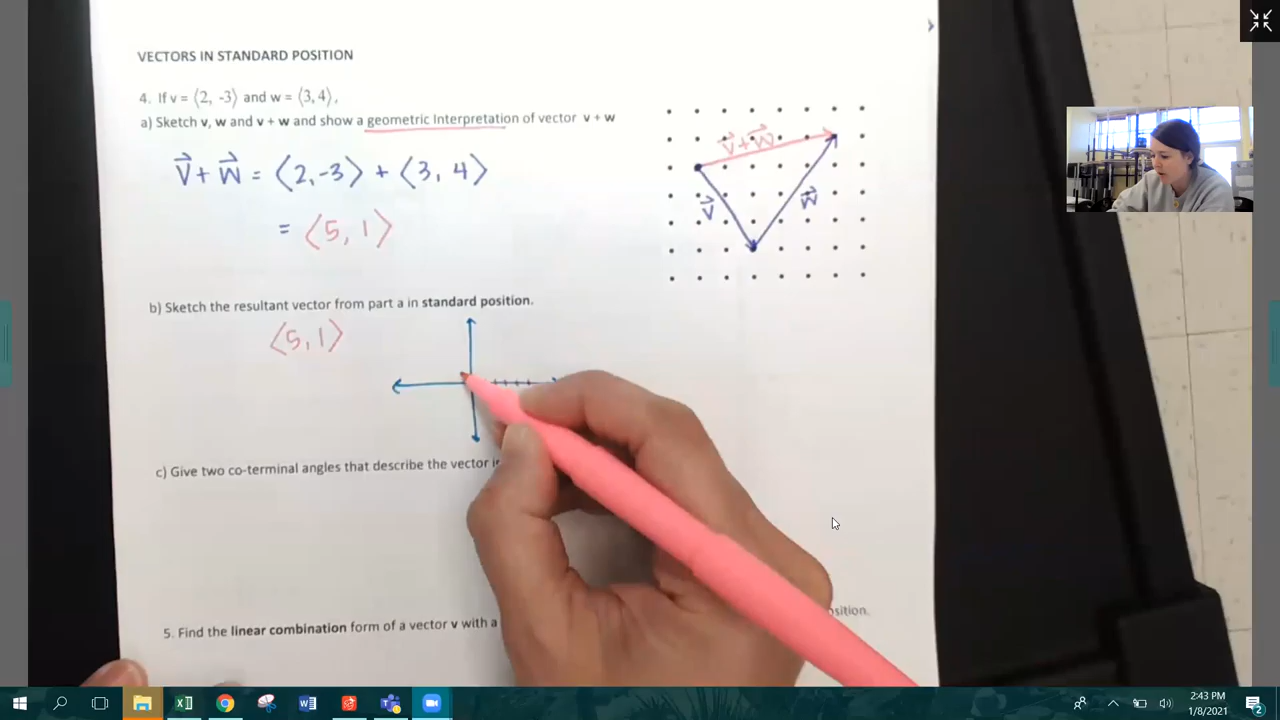 VECTORS IN STANDARD POSITION
4. If v = ⟨2, -3⟩ and w = ⟨3, 4⟩,
a) Sketch v, w and v + w and show a geometric Interpretation of vector v + w
v⃗ + w⃗ = ⟨2, -3⟩ + ⟨3, 4⟩
= ⟨5, 1⟩
v⃗+w⃗
v⃗
w⃗
b) Sketch the resultant vector from part a in standard position.
⟨5, 1⟩
c) Give two co-terminal angles that describe the vector
5. Find the linear combination form of a vector v with a
2:43 PM
1/8/2021
2